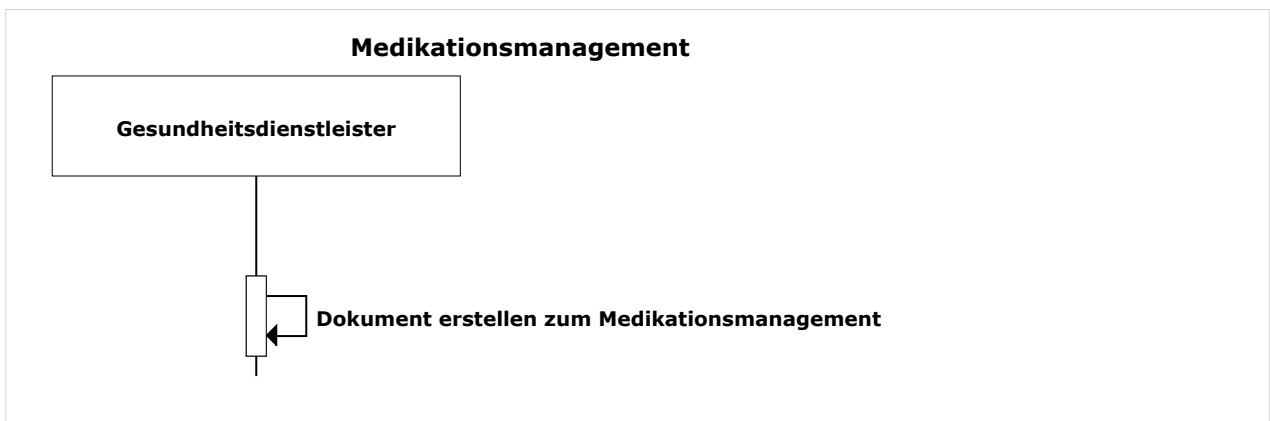 Medikationsmanagement
Gesundheitsdienstleister
Dokument erstellen zum Medikationsmanagement